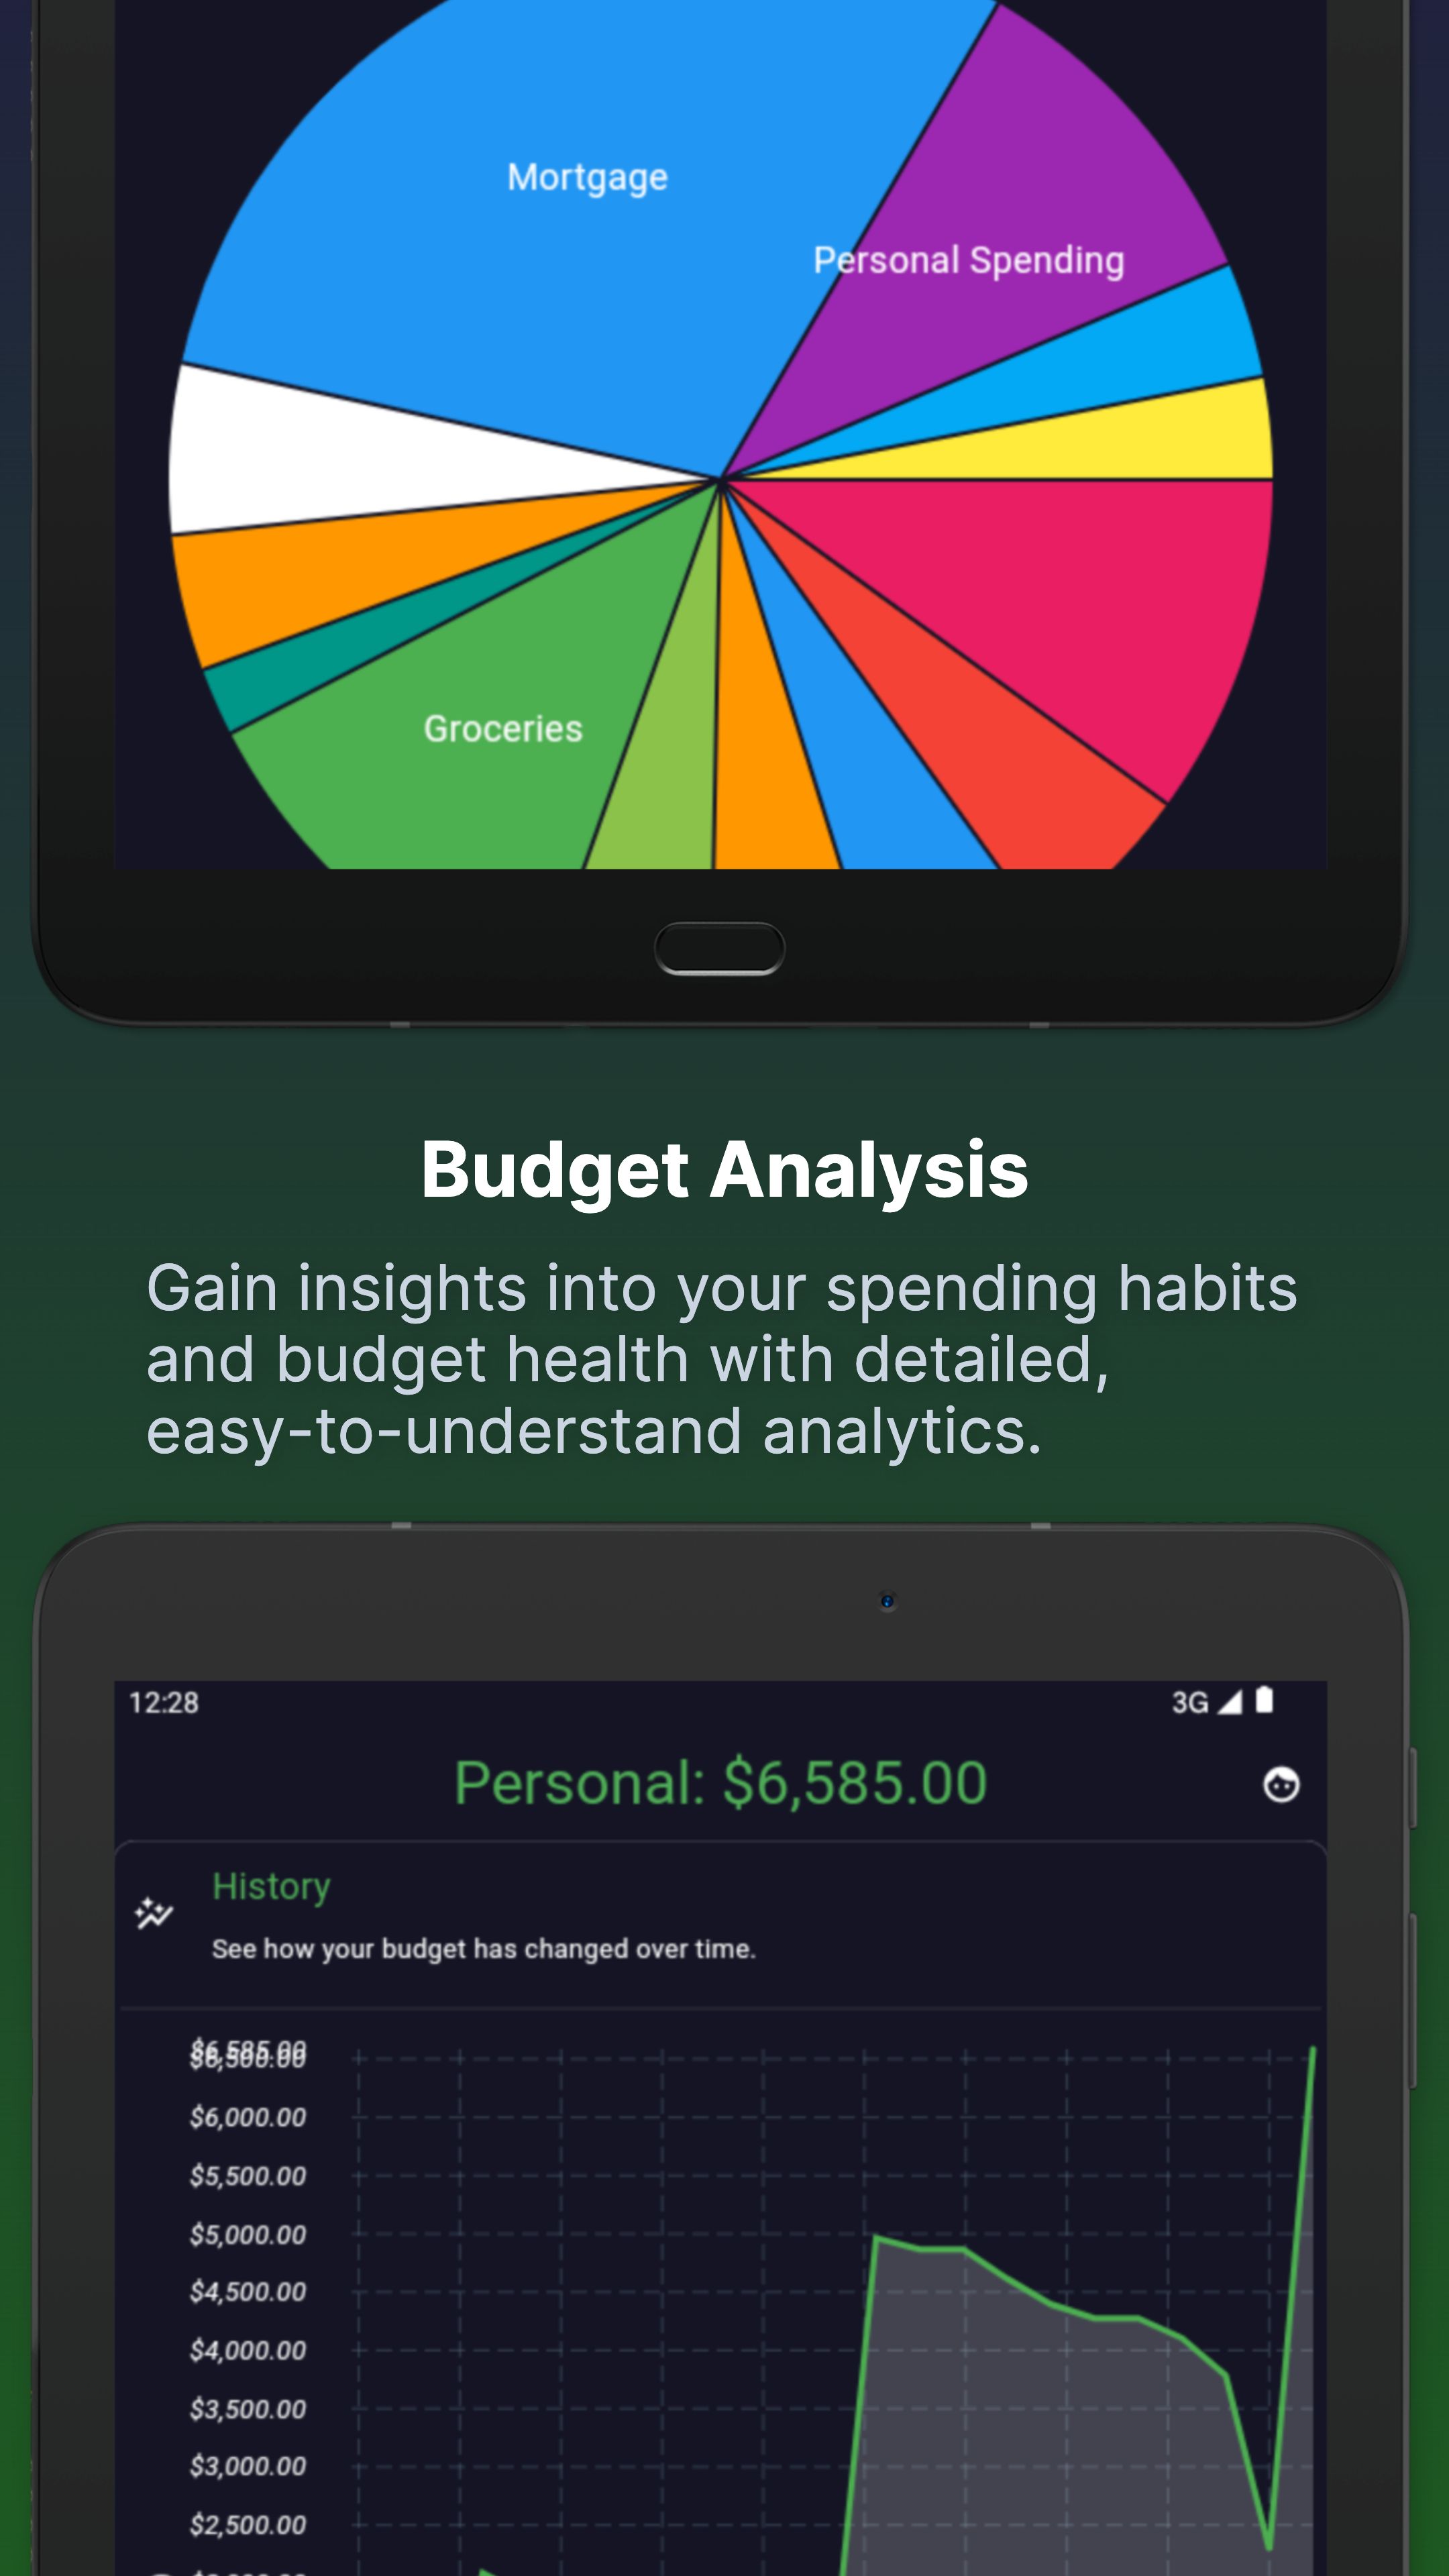 Mortgage
Personal Spending
Groceries
Budget Analysis
Gain insights into your spending habits
and budget health with detailed,
easy-to-understand analytics.
12:28
3G
Personal: $6,585.00
History
See how your budget has changed over time.
$6,585.00
$6,500.00
$6,000.00
$5,500.00
$5,000.00
$4,500.00
$4,000.00
$3,500.00
$3,000.00
$2,500.00